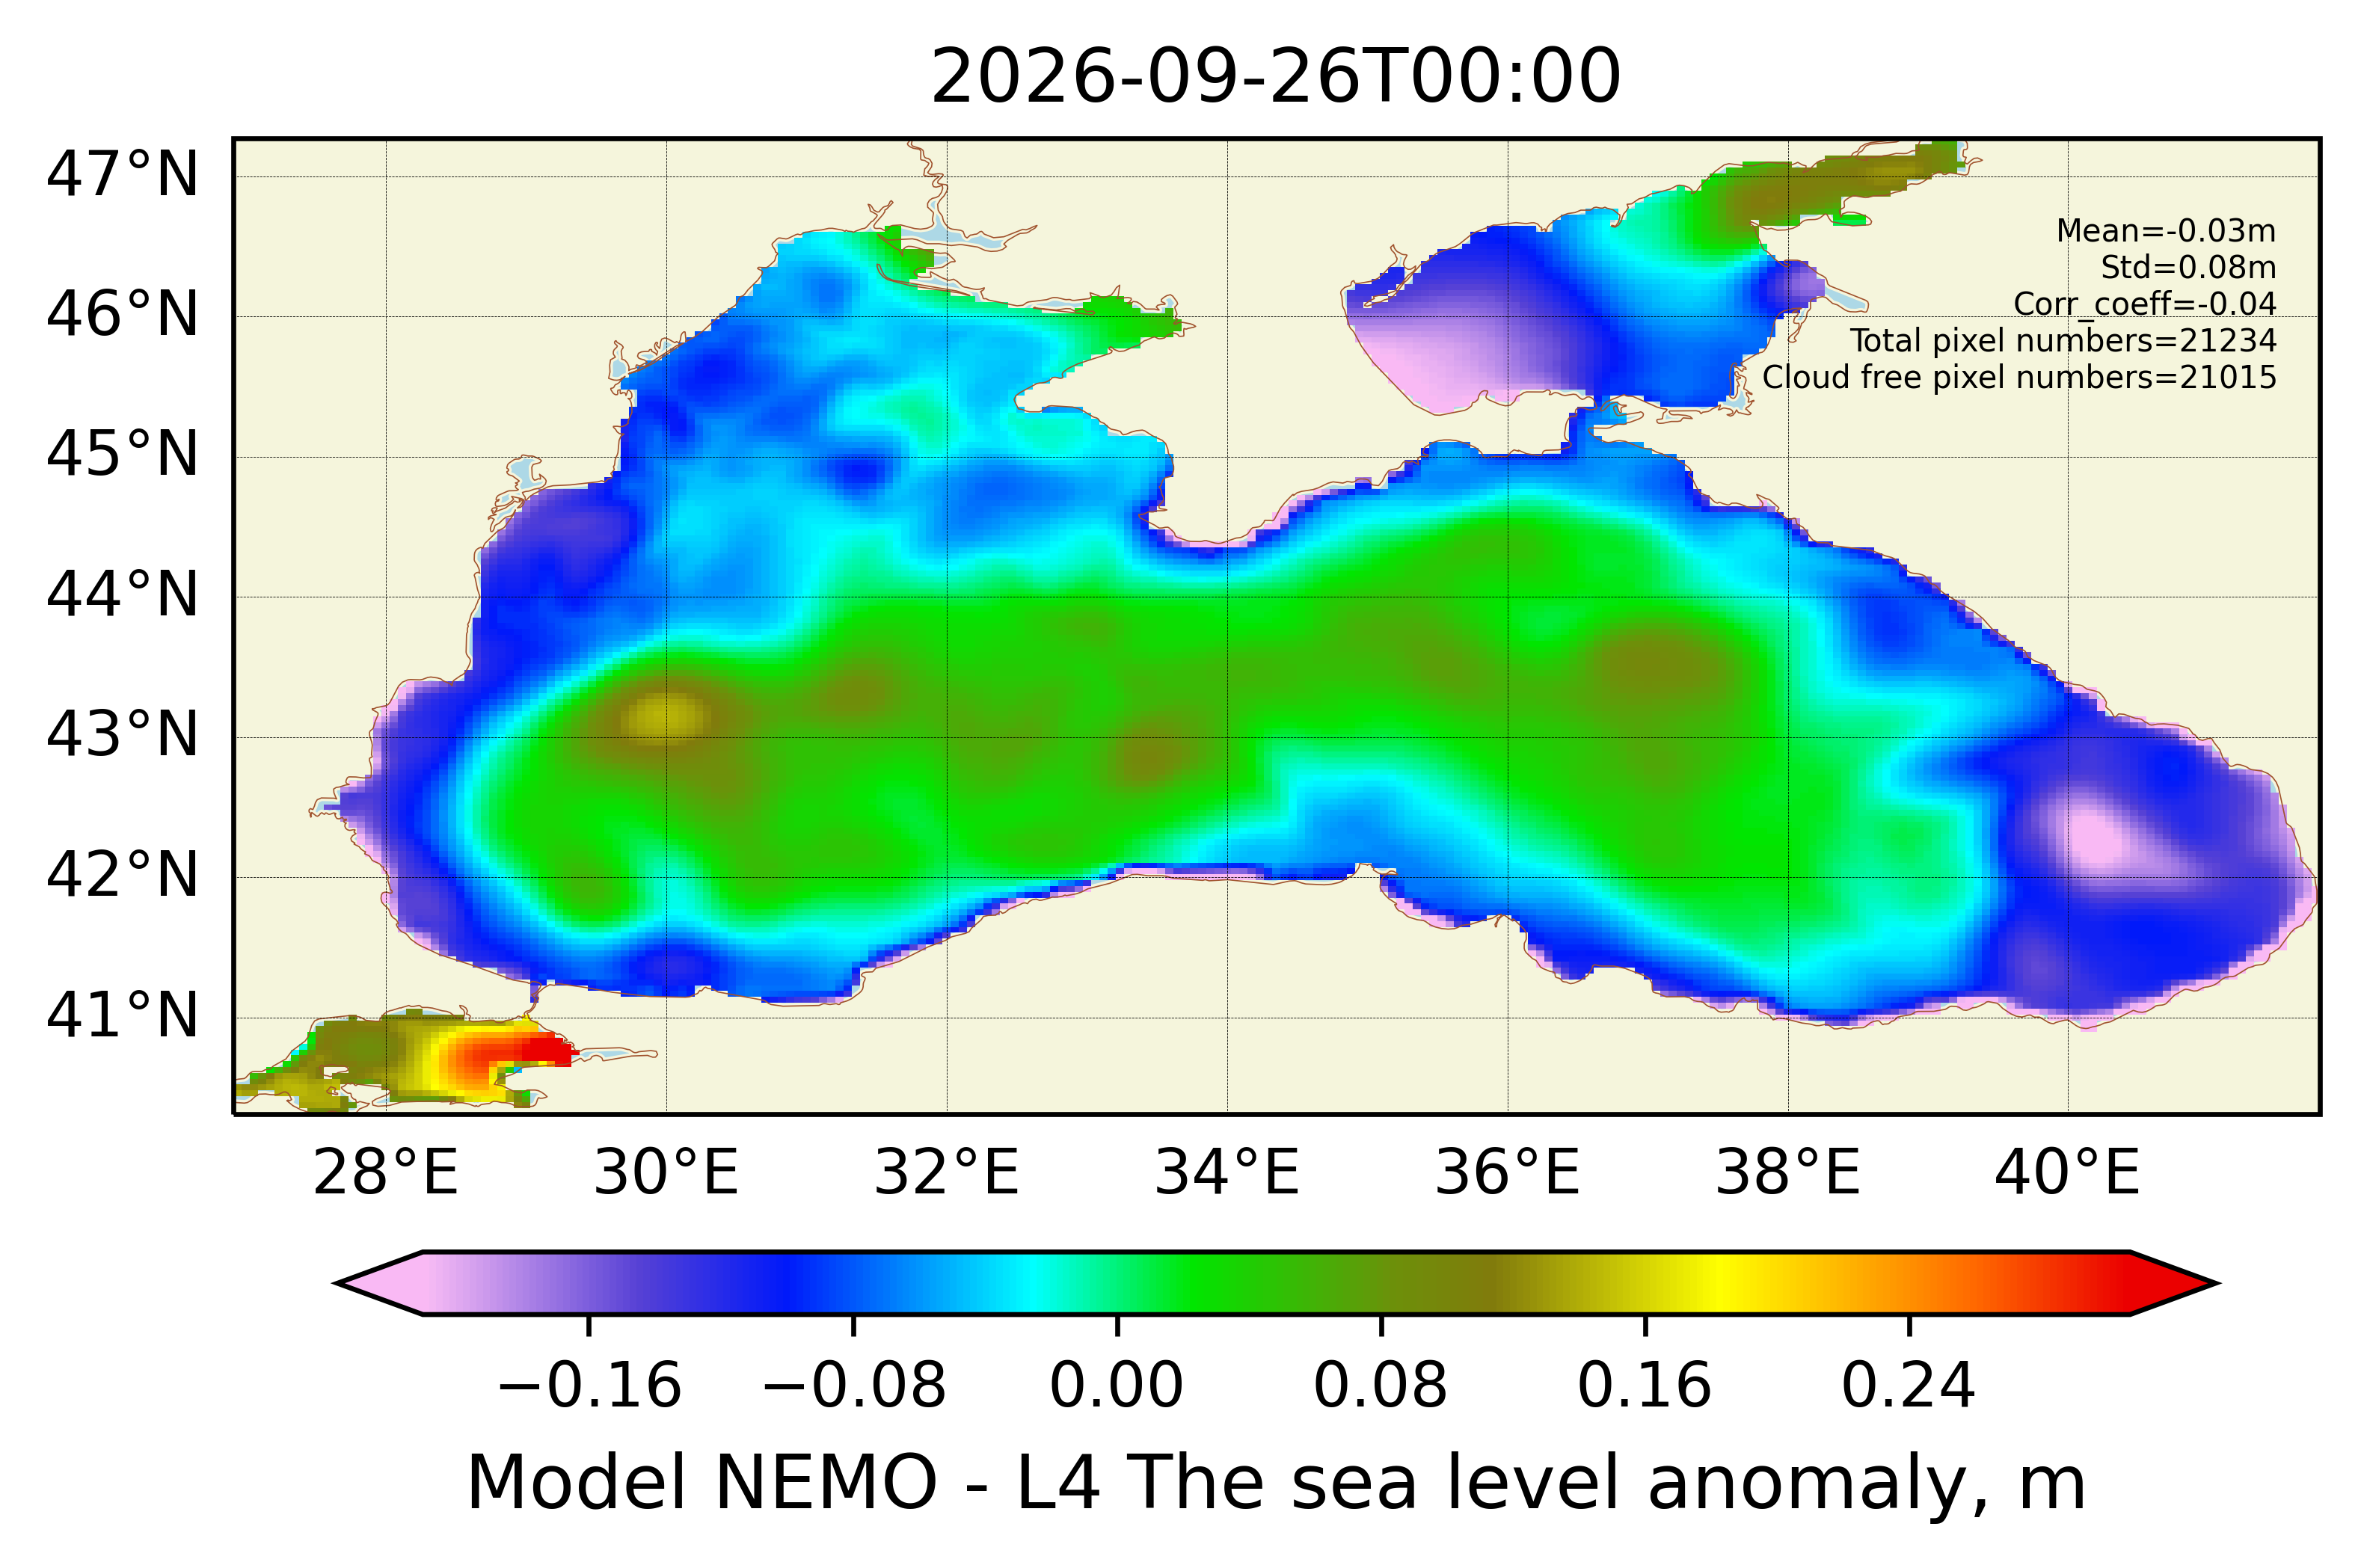 2026-09-26T00:00
47°N
46°N
45°N
44°N
43°N
42°N
41°N
Mean=-0.03m
Std=0.08m
Corr_coeff=-0.04
Total pixel numbers=21234
Cloud free pixel numbers=21015
28°E 30°E 32°E 34°E 36°E 38°E 40°E
−0.16 −0.08 0.00 0.08 0.16 0.24
Model NEMO - L4 The sea level anomaly, m